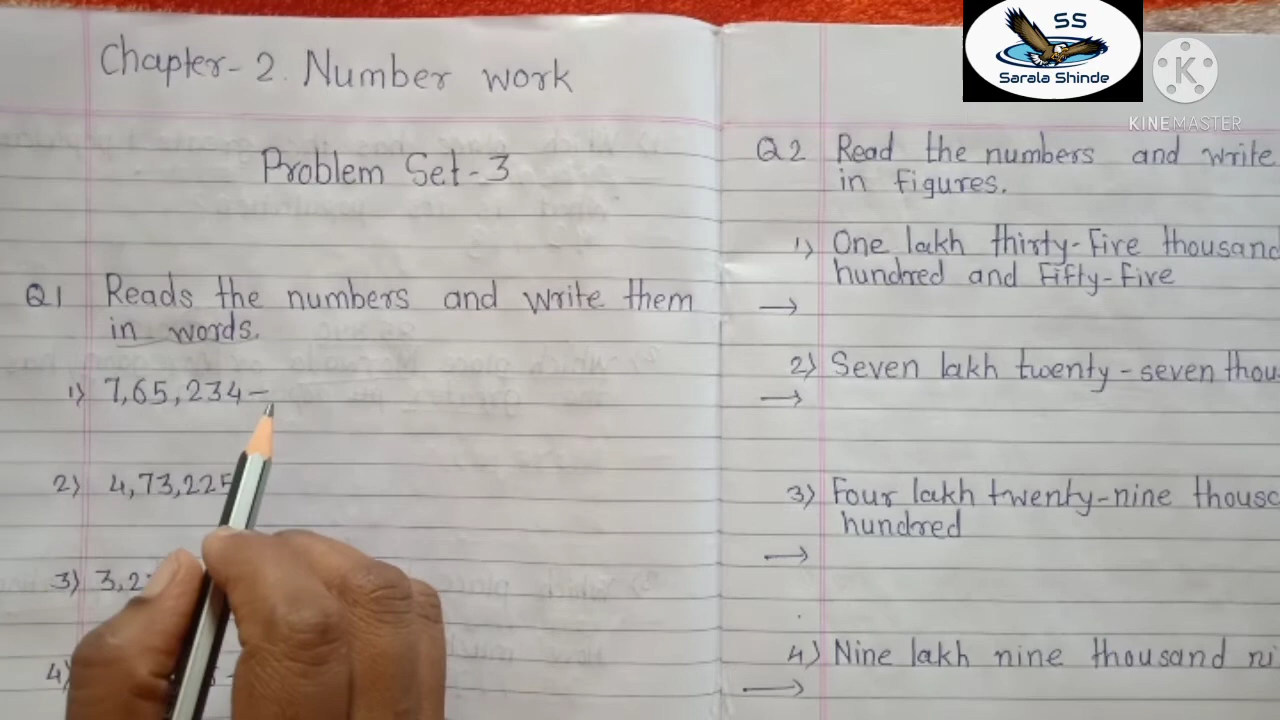 Chapter-2. Number work
Problem Set-3
Q1 Reads the numbers and write them
in words.
1) 7,65,234 –
2) 4,73,225
3) 3,2
4)
Q2 Read the numbers and write
in figures.
1) One lakh thirty-five thousand
hundred and fifty-five
→
2) Seven lakh twenty-seven thou
→
3) Four lakh twenty-nine thousa
hundred
→
4) Nine lakh nine thousand ni
→
SS
Sarala Shinde
K
KINEMASTER